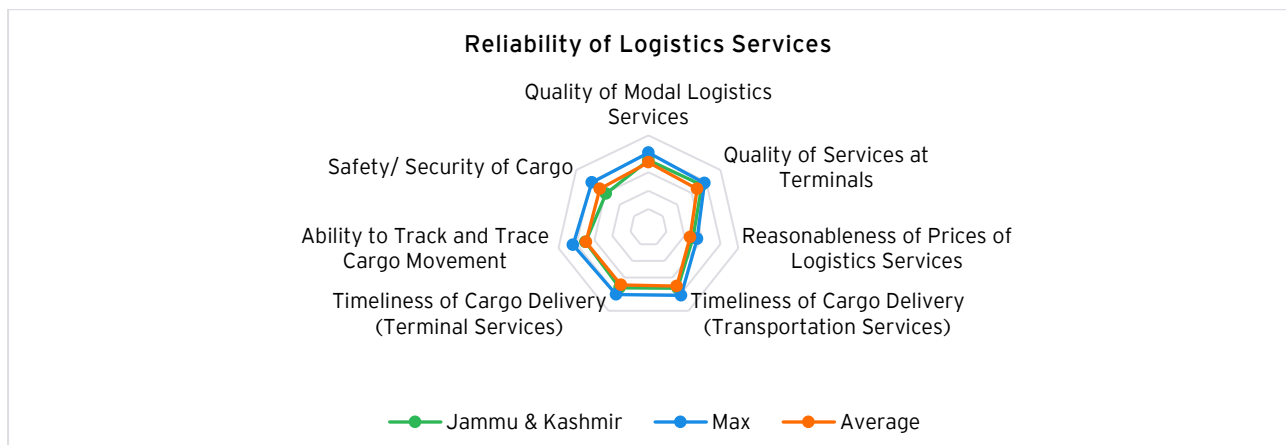 Reliability of Logistics Services
Quality of Modal Logistics
Services
Quality of Services at
Terminals
Reasonableness of Prices of
Logistics Services
Timeliness of Cargo Delivery
(Transportation Services)
Timeliness of Cargo Delivery
(Terminal Services)
Ability to Track and Trace
Cargo Movement
Safety/ Security of Cargo
Jammu & Kashmir
Max
Average